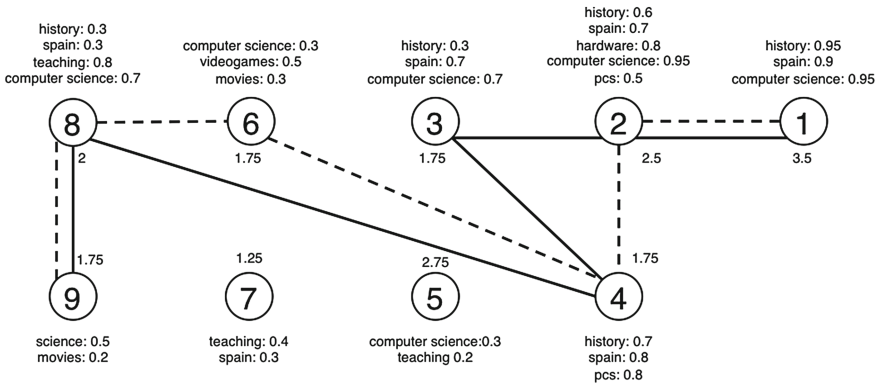 history: 0.3
spain: 0.3
teaching: 0.8
computer science: 0.7
computer science: 0.3
videogames: 0.5
movies: 0.3
history: 0.3
spain: 0.7
computer science: 0.7
history: 0.6
spain: 0.7
hardware: 0.8
computer science: 0.95
pcs: 0.5
history: 0.95
spain: 0.9
computer science: 0.95
8
6
3
2
1
2
1.75
1.75
2.5
3.5
1.75
1.25
2.75
1.75
9
7
5
4
science: 0.5
movies: 0.2
teaching: 0.4
spain: 0.3
computer science:0.3
teaching 0.2
history: 0.7
spain: 0.8
pcs: 0.8